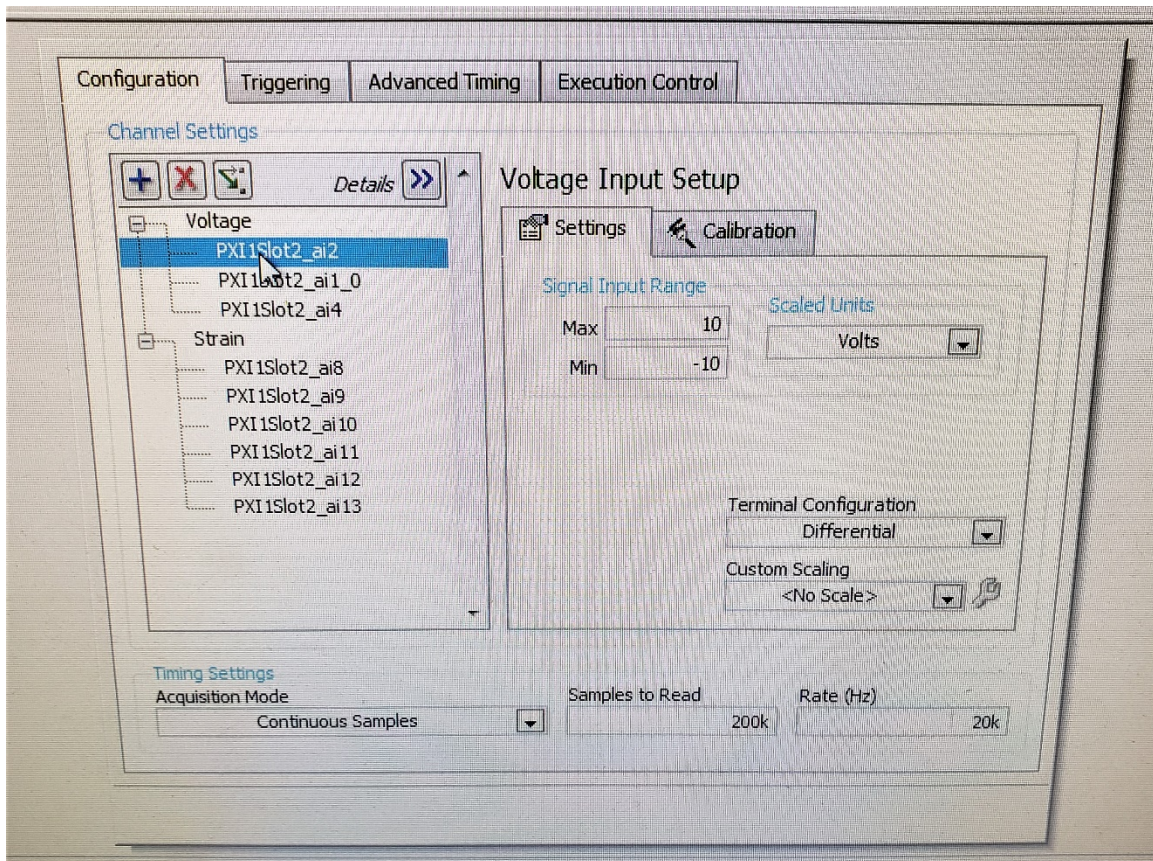 Configuration Triggering Advanced Timing Execution Control
Channel Settings
Details
Voltage
PXI1Slot2_ai2
PXI1Slot2_ai1_0
PXI1Slot2_ai4
Strain
PXI1Slot2_ai8
PXI1Slot2_ai9
PXI1Slot2_ai10
PXI1Slot2_ai11
PXI1Slot2_ai12
PXI1Slot2_ai13
Voltage Input Setup
Settings Calibration
Signal Input Range
Max 10
Min -10
Scaled Units
Volts
Terminal Configuration
Differential
Custom Scaling
<No Scale>
Timing Settings
Acquisition Mode
Continuous Samples
Samples to Read
200k
Rate (Hz)
20k